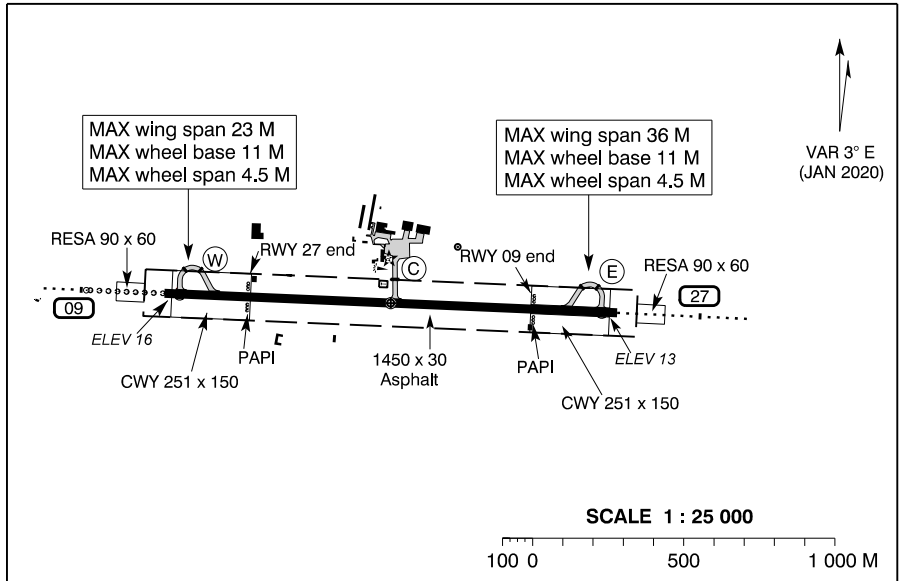 MAX wing span 23 M
MAX wheel base 11 M
MAX wheel span 4.5 M
MAX wing span 36 M
MAX wheel base 11 M
MAX wheel span 4.5 M
VAR 3° E
(JAN 2020)
RESA 90 x 60
W
RWY 27 end
C
RWY 09 end
E
RESA 90 x 60
09
27
ELEV 16
PAPI
1450 x 30
Asphalt
PAPI
ELEV 13
CWY 251 x 150
CWY 251 x 150
SCALE 1 : 25 000
100 0 500 1 000 M